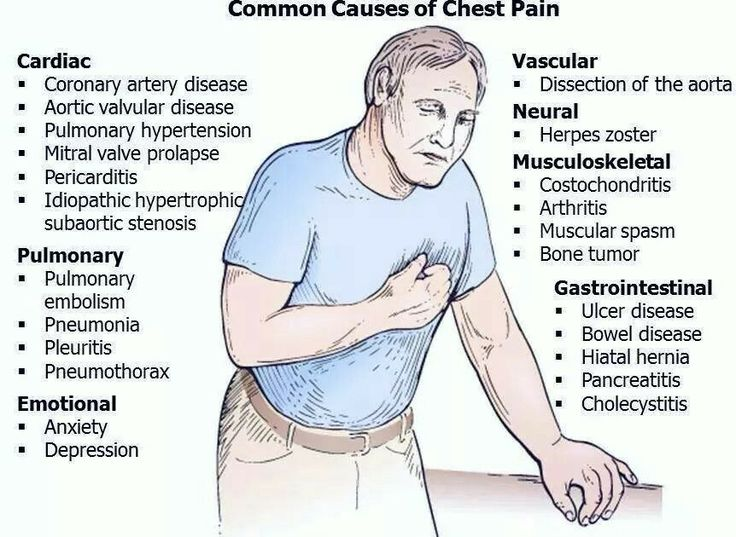 Common Causes of Chest Pain
Cardiac
▪ Coronary artery disease
▪ Aortic valvular disease
▪ Pulmonary hypertension
▪ Mitral valve prolapse
▪ Pericarditis
▪ Idiopathic hypertrophic
subaortic stenosis
Pulmonary
▪ Pulmonary
embolism
▪ Pneumonia
▪ Pleuritis
▪ Pneumothorax
Emotional
▪ Anxiety
▪ Depression
Vascular
▪ Dissection of the aorta
Neural
▪ Herpes zoster
Musculoskeletal
▪ Costochondritis
▪ Arthritis
▪ Muscular spasm
▪ Bone tumor
Gastrointestinal
▪ Ulcer disease
▪ Bowel disease
▪ Hiatal hernia
▪ Pancreatitis
▪ Cholecystitis